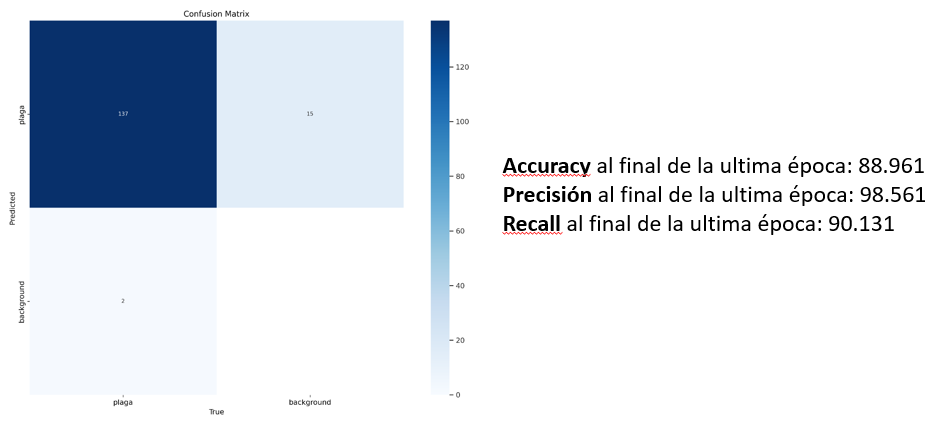 Confusion Matrix
plaga
background
Predicted
137
15
2
plaga
background
True
120
100
80
60
40
20
0
Accuracy al final de la ultima época: 88.961
Precisión al final de la ultima época: 98.561
Recall al final de la ultima época: 90.131